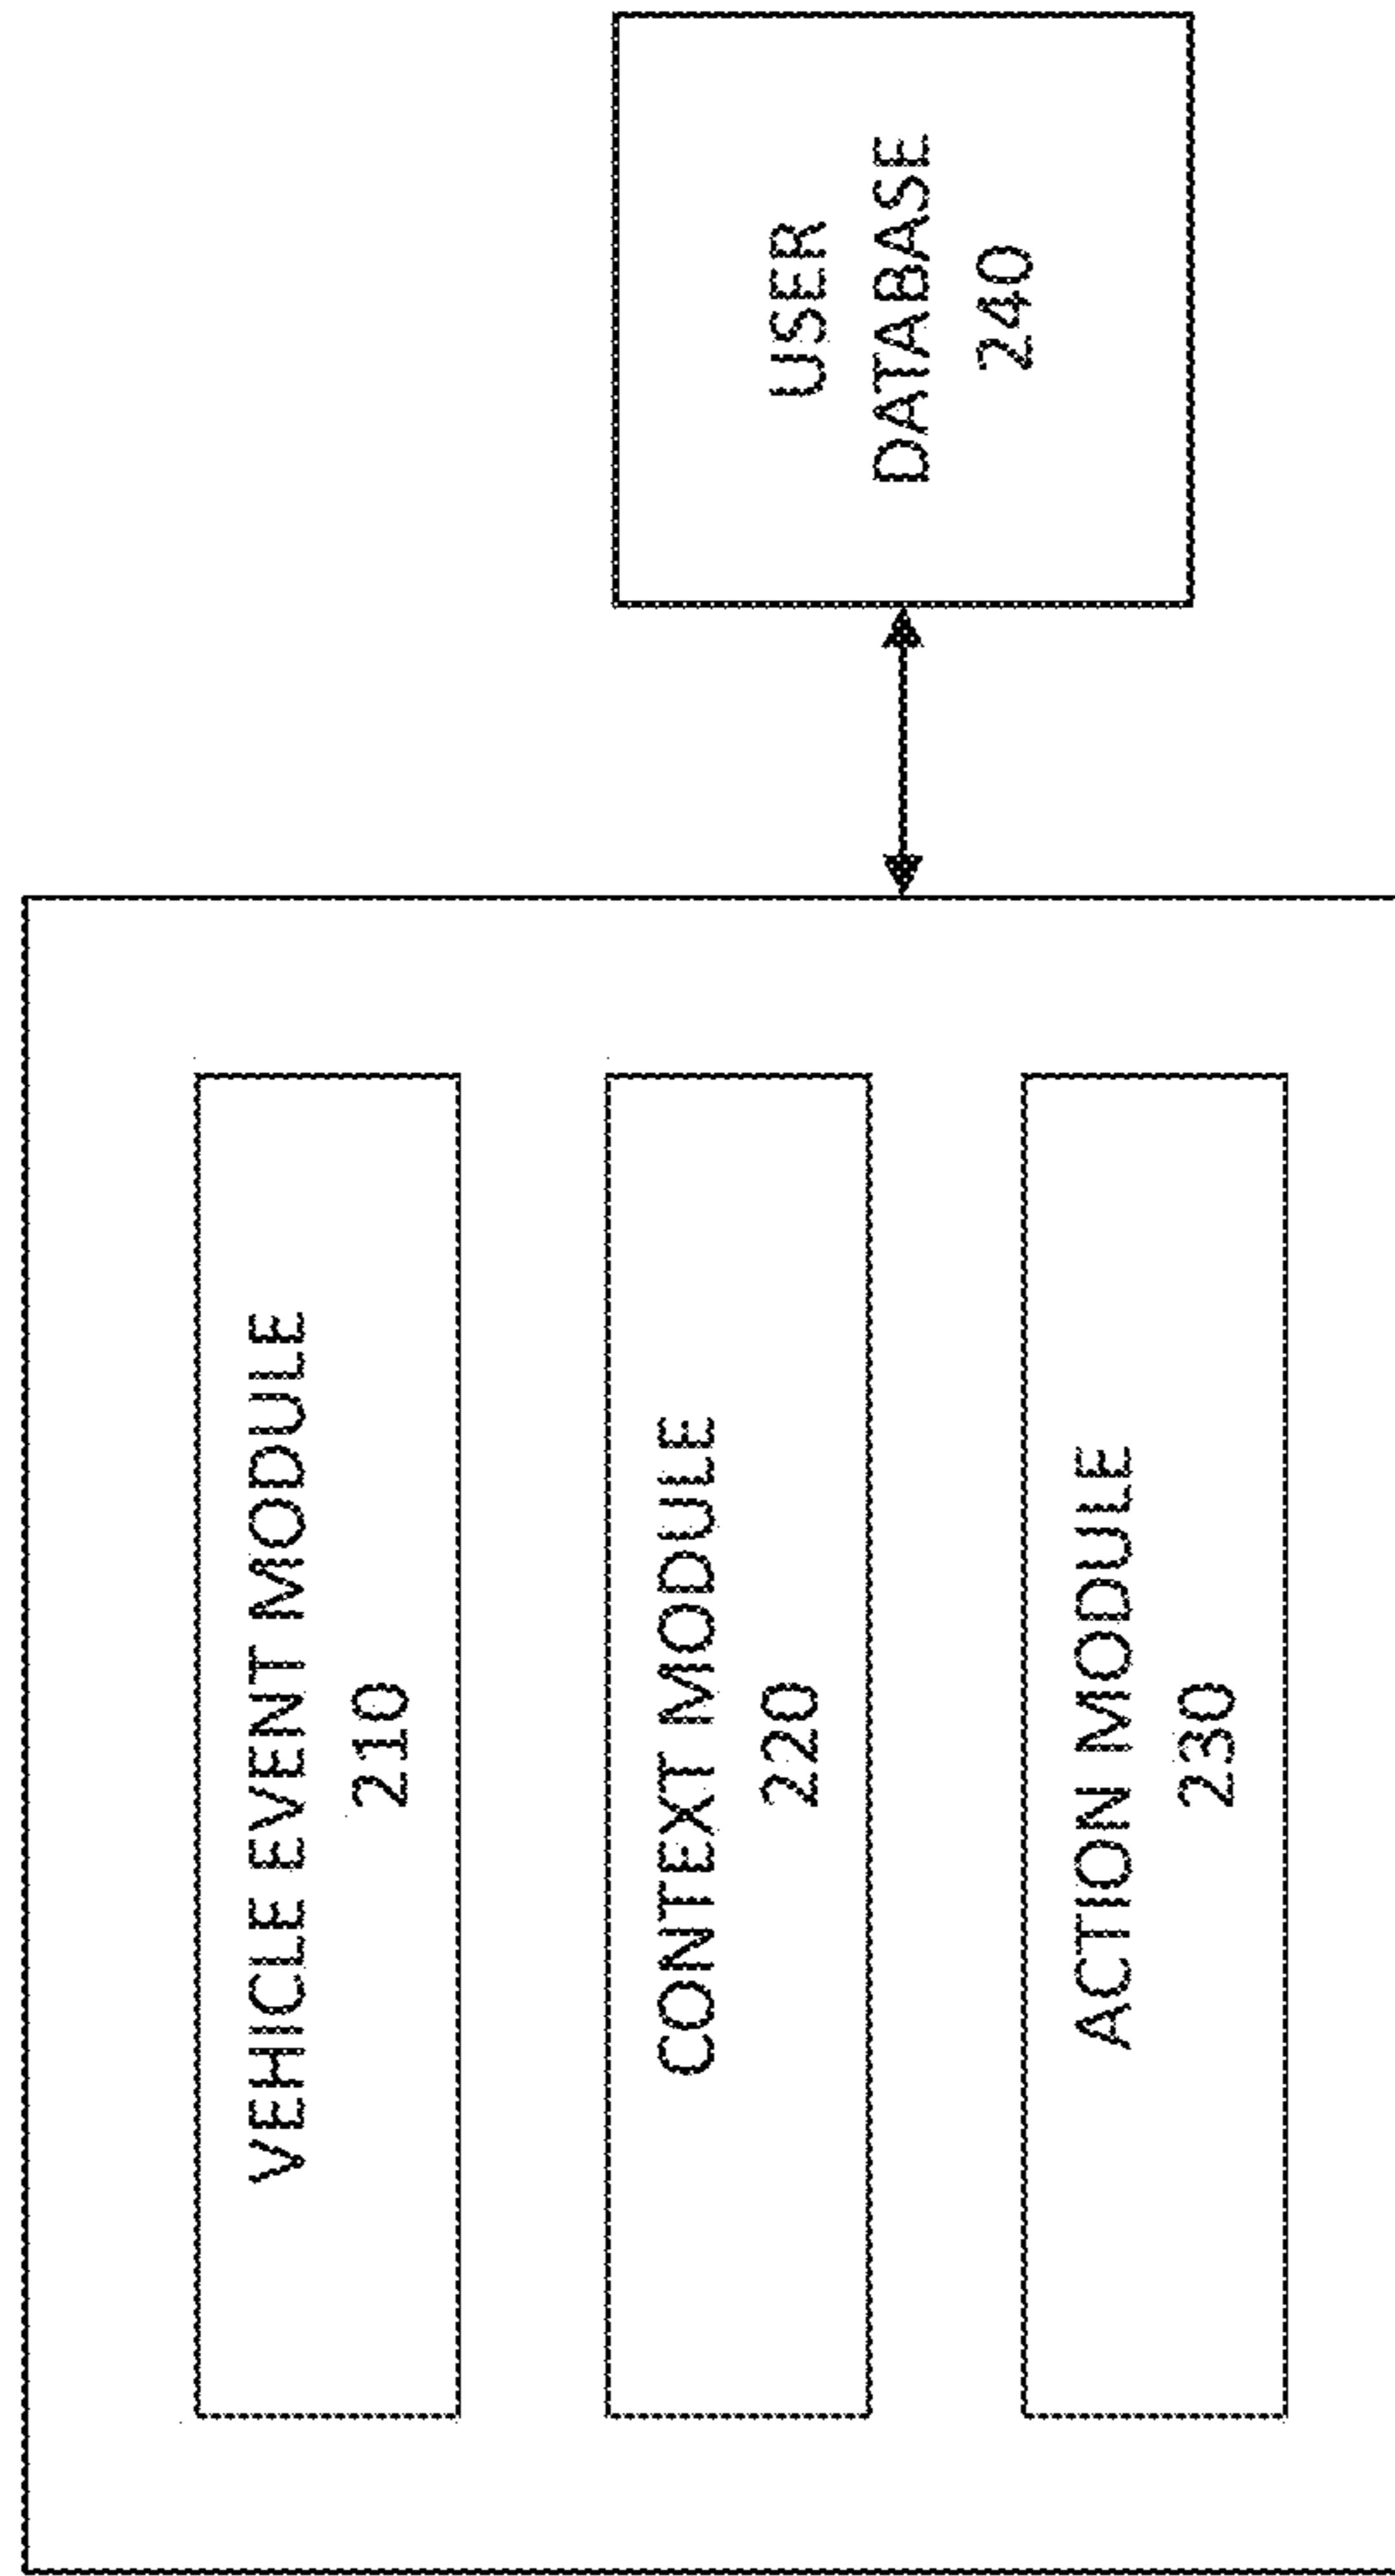 VEHICLE EVENT MODULE
210
CONTEXT MODULE
220
ACTION MODULE
230
USER
DATABASE
240